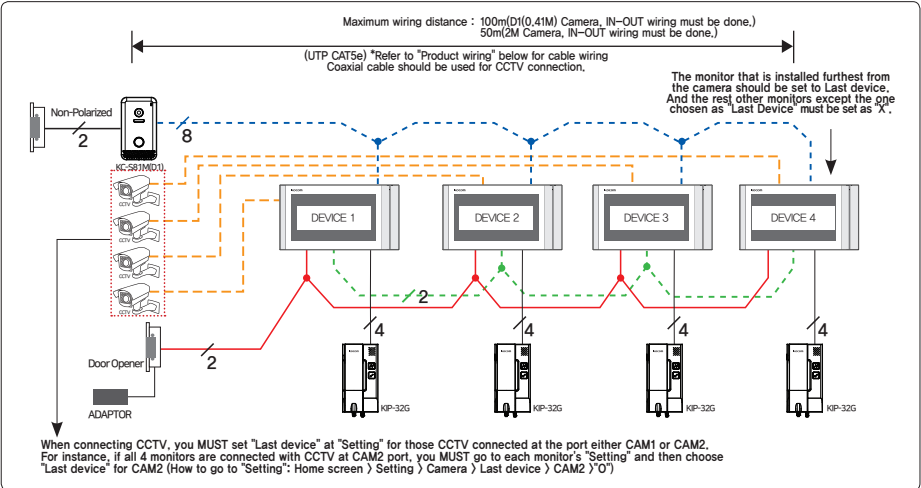 Maximum wiring distance : 100m(D1(0.41M) Camera, IN-OUT wiring must be done.)
50m(2M Camera, IN-OUT wiring must be done.)
(UTP CAT5e) *Refer to "Product wiring" below for cable wiring
Coaxial cable should be used for CCTV connection.
The monitor that is installed furthest from
the camera should be set to Last device.
And the rest other monitors except the one
chosen as "Last Device" must be set as "X".
Non-Polarized
2
8
KC-S81M(D1)
CCTV
CCTV
CCTV
CCTV
DEVICE 1
DEVICE 2
DEVICE 3
DEVICE 4
2
4
4
4
4
2
Door Opener
ADAPTOR
KIP-32G
KIP-32G
KIP-32G
KIP-32G
When connecting CCTV, you MUST set "Last device" at "Setting" for those CCTV connected at the port either CAM1 or CAM2.
For instance, if all 4 monitors are connected with CCTV at CAM2 port, you MUST go to each monitor's "Setting" and then choose
"Last device" for CAM2 (How to go to "Setting": Home screen > Setting > Camera > Last device > CAM2 >"O")